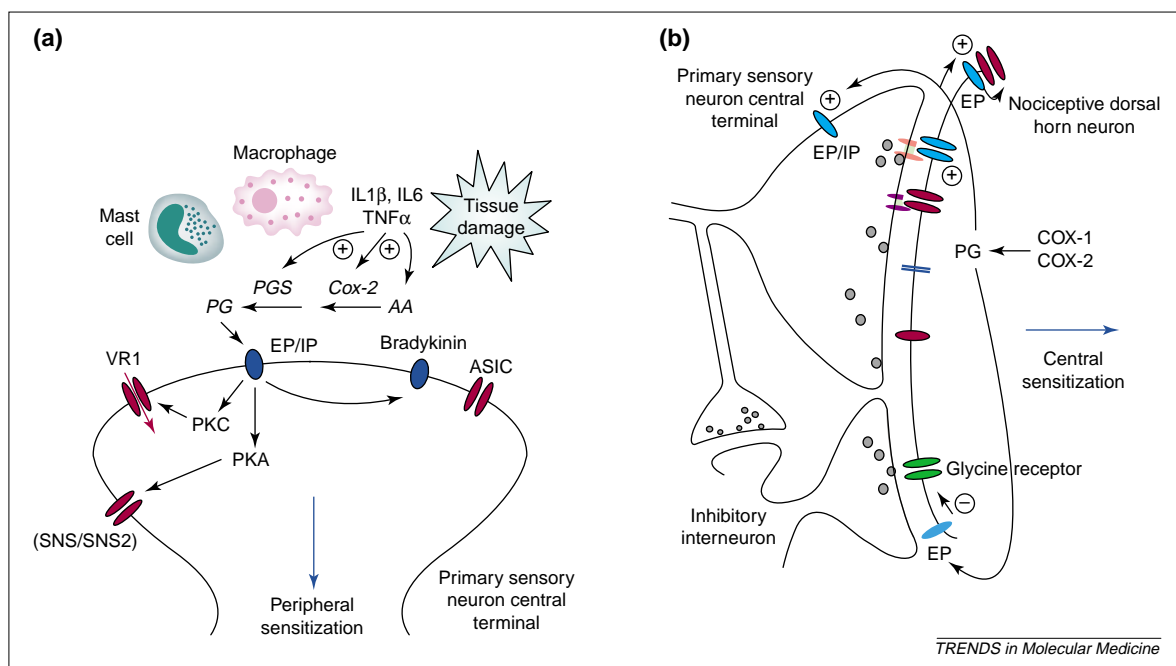 (a)
Macrophage
Mast
cell
IL1β, IL6
TNFα
Tissue
damage
+
+
PGS
Cox-2
PG
AA
EP/IP
Bradykinin
VR1
ASIC
PKC
PKA
(SNS/SNS2)
Peripheral
sensitization
Primary sensory
neuron central
terminal
(b)
Primary sensory
neuron central
terminal
+
EP/IP
+
EP
Nociceptive dorsal
horn neuron
+
PG
COX-1
COX-2
Central
sensitization
Glycine receptor
−
Inhibitory
interneuron
EP
TRENDS in Molecular Medicine